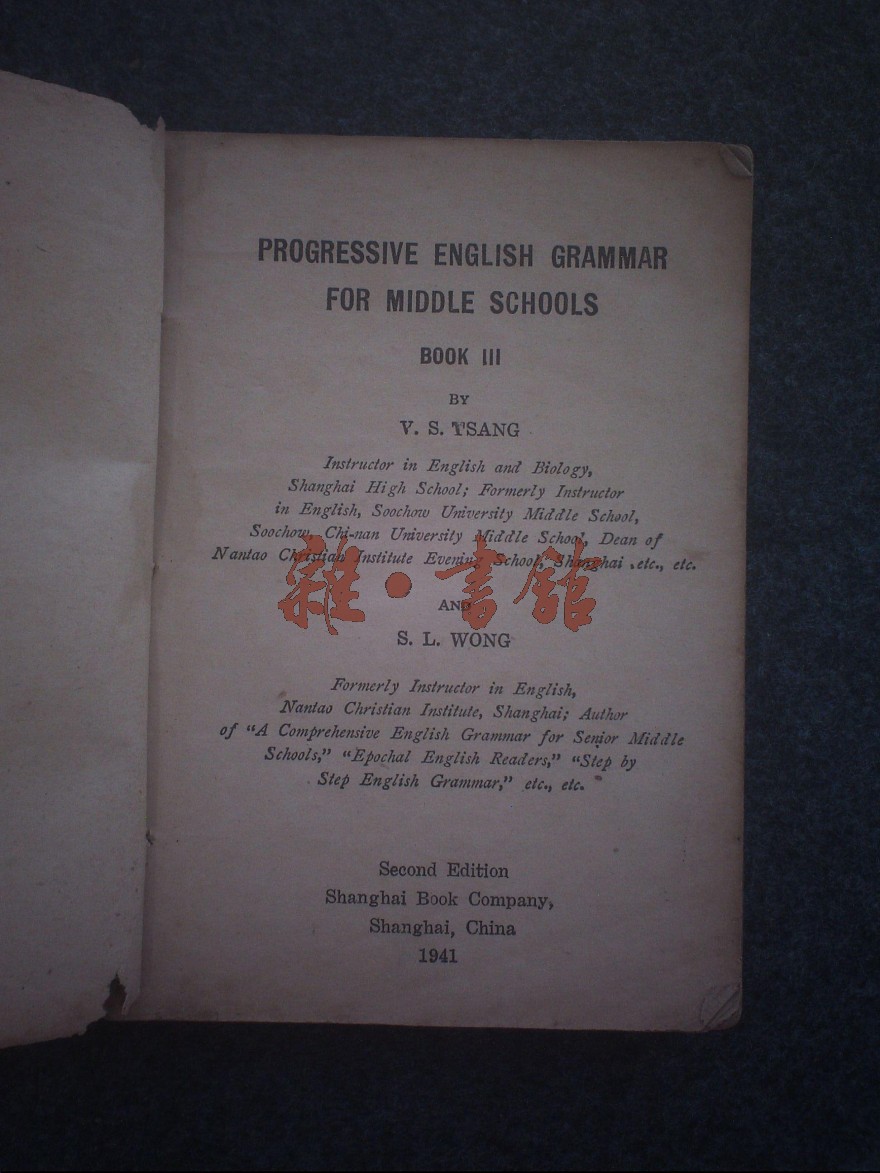 PROGRESSIVE ENGLISH GRAMMAR
FOR MIDDLE SCHOOLS
BOOK III
BY
V. S. TSANG
Instructor in English and Biology,
Shanghai High School; Formerly Instructor
in English, Soochow University Middle School,
Soochow, Chi-nan University Middle School, Dean of
Nantao Christian Institute Evening School, Shanghai, etc., etc.
雜·書館
AND
S. L. WONG
Formerly Instructor in English,
Nantao Christian Institute, Shanghai; Author
of "A Comprehensive English Grammar for Senior Middle
Schools," "Epochal English Readers," "Step by
Step English Grammar," etc., etc.
Second Edition
Shanghai Book Company,
Shanghai, China
1941